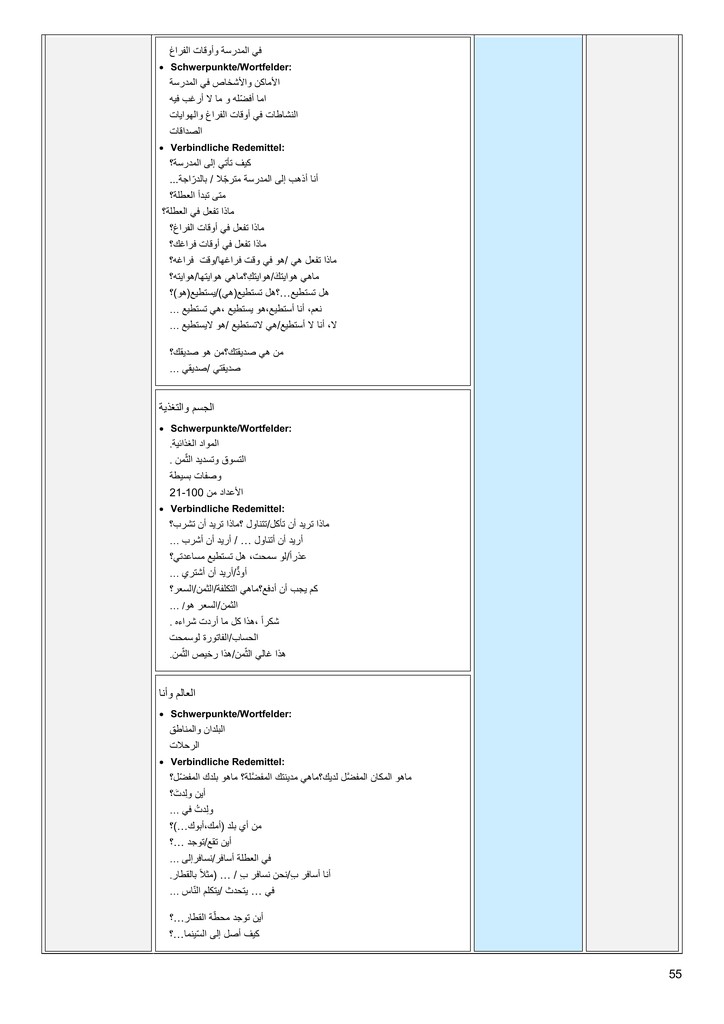 في المدرسة وأوقات الفراغ
• Schwerpunkte/Wortfelder:
الأماكن والأشخاص في المدرسة
اما أفضّله و ما لا أرغب فيه
النشاطات في أوقات الفراغ والهوايات
الصداقات
• Verbindliche Redemittel:
كيف تأتي إلى المدرسة؟
أنا أذهب إلى المدرسة مترجّلا / بالدرّاجة...
متى تبدأ العطلة؟
ماذا تفعل في العطلة؟
ماذا تفعل في أوقات الفراغ؟
ماذا تفعل في أوقات فراغك؟
ماذا تفعل هي /هو في وقت فراغها/وقت فراغه؟
ماهي هوايتكَ/هوايتكِ؟ماهي هوايتها/هوايته؟
هل تستطيع...؟هل تستطيع(هي)/يستطيع(هو)؟
نعم، أنا أستطيع،هو يستطيع ،هي تستطيع ...
لا، أنا لا أستطيع/هي لاتستطيع /هو لايستطيع ...
من هي صديقتك؟من هو صديقك؟
صديقتي /صديقي ...
الجسم والتغذية
• Schwerpunkte/Wortfelder:
المواد الغذائية.
التسوق وتسديد الثَّمن .
وصفات بسيطة
الأعداد من 100-21
• Verbindliche Redemittel:
ماذا تريد أن تأكل/تتناول ؟ماذا تريد أن تشرب؟
أريد أن أتناول ... / أريد أن أشرب ...
عذراً/لو سمحت، هل تستطيع مساعدتي؟
أودُّ/أريد أن أشتري ...
كم يجب أن أدفع؟ماهي التكلفة/الثمن/السعر؟
الثمن/السعر هو/ ...
شكراً ،هذا كل ما أردت شراءه .
الحساب/الفاتورة لوسمحت
هذا غالي الثَّمن/هذا رخيص الثَّمن.
العالم وأنا
• Schwerpunkte/Wortfelder:
البلدان والمناطق
الرحلات
• Verbindliche Redemittel:
ماهو المكان المفضَّل لديك؟ماهي مدينتك المفضَّلة؟ ماهو بلدك المفضّل؟
أين ولدتَ؟
ولدتُ في ...
من أي بلد (أمك،أبوك...)؟
أين تقع/توجد ...؟
في العطلة أسافر/نسافرإلى ...
أنا أسافر بِ/نحن نسافر بِ / ... (مثلاً بالقطار.
في ... يتحدث /يتكلم النّاس ...
أين توجد محطَّة القطار...؟
كيف أصل إلى السّينما...؟
55